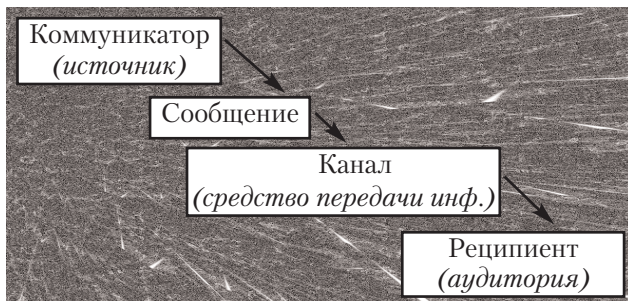 Коммуникатор
(источник)
Сообщение
Канал
(средство передачи инф.)
Реципиент
(аудитория)